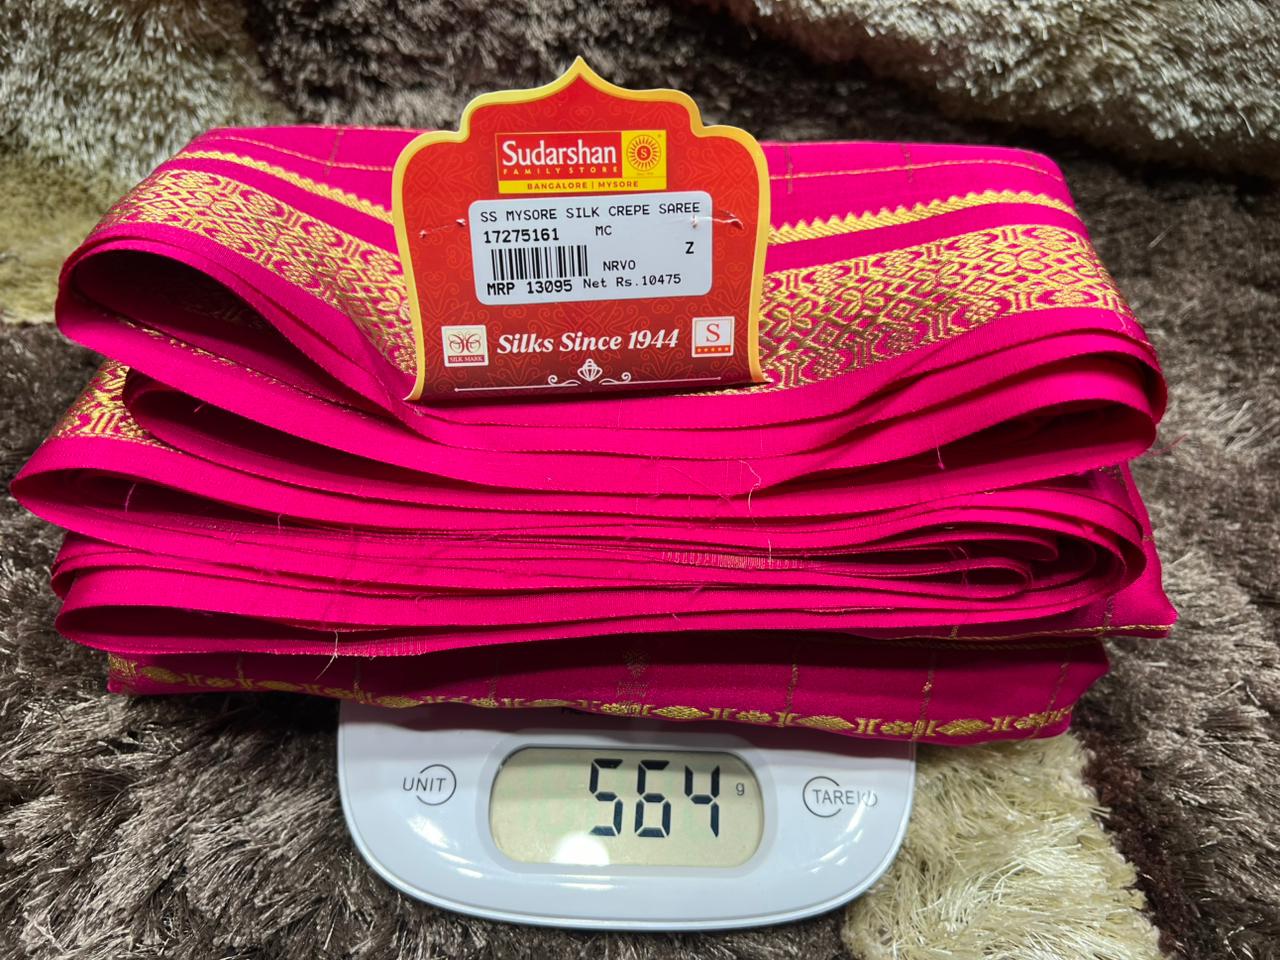 Sudarshan
FAMILY STORE
S
BANGALORE | MYSORE
SS MYSORE SILK CREPE SAREE
17275161 MC
Z
NRVO
MRP 13095 Net Rs.10475
SILK MARK
Silks Since 1944
S
UNIT
564 g
TARE